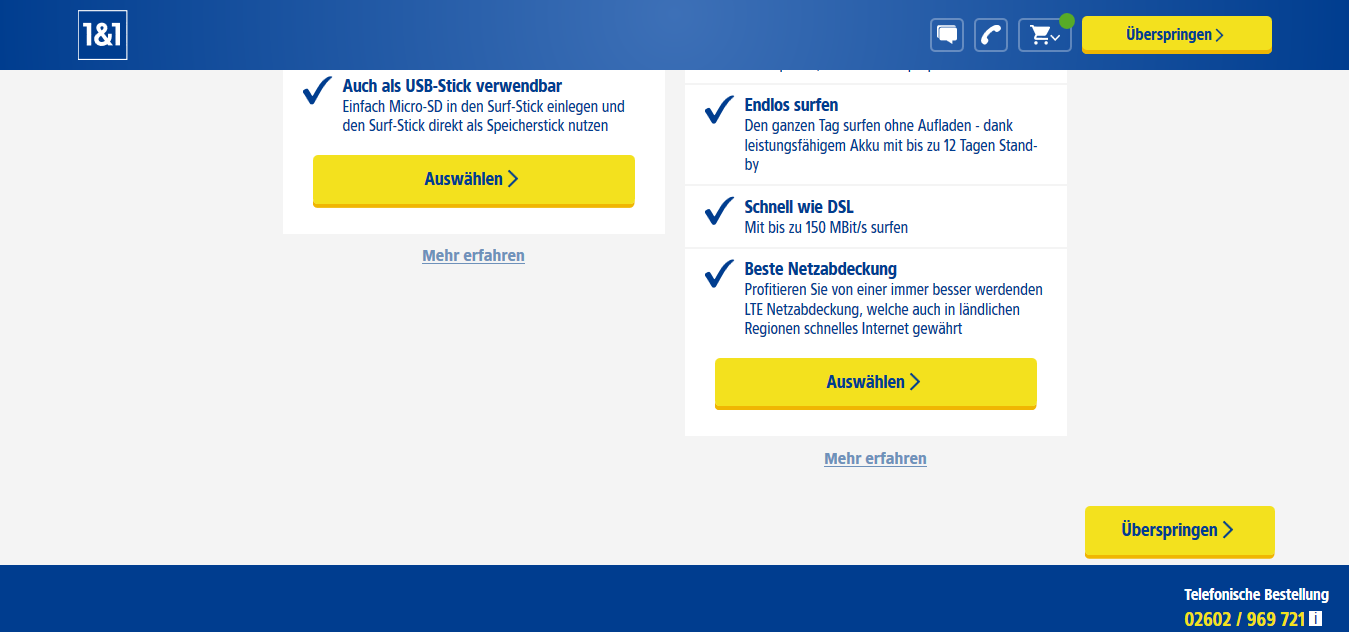 1&1
Überspringen
Auch als USB-Stick verwendbar
Einfach Micro-SD in den Surf-Stick einlegen und
den Surf-Stick direkt als Speicherstick nutzen
Auswählen
Mehr erfahren
Endlos surfen
Den ganzen Tag surfen ohne Aufladen - dank
leistungsfähigem Akku mit bis zu 12 Tagen Stand-
by
Schnell wie DSL
Mit bis zu 150 MBit/s surfen
Beste Netzabdeckung
Profitieren Sie von einer immer besser werdenden
LTE Netzabdeckung, welche auch in ländlichen
Regionen schnelles Internet gewährt
Auswählen
Mehr erfahren
Überspringen
Telefonische Bestellung
02602 / 969 721 i